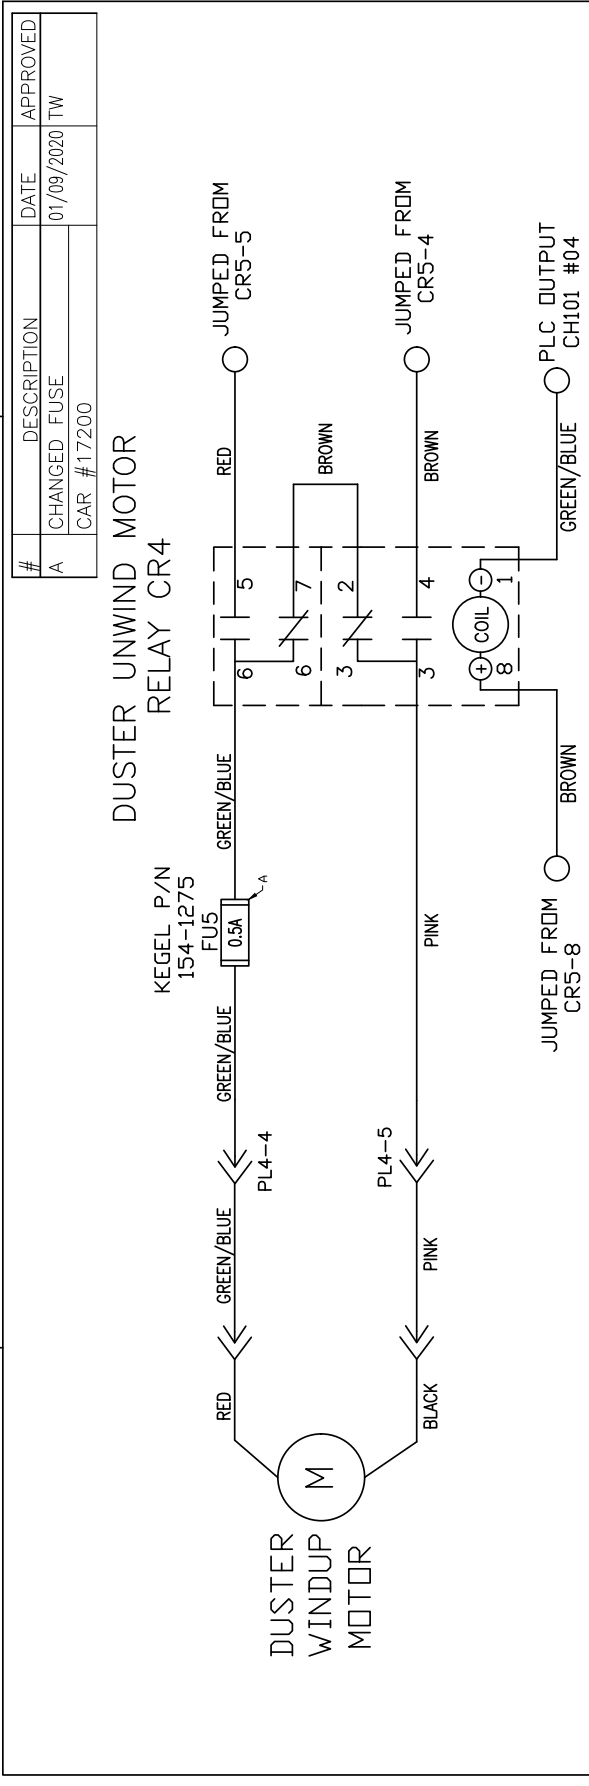 # DESCRIPTION DATE APPROVED
A CHANGED FUSE 01/09/2020 TW
CAR #17200
DUSTER UNWIND MOTOR
RELAY CR4
KEGEL P/N
154-1275
FU5
0.5A
A
DUSTER
WINDUP
MOTOR
M
RED
GREEN/BLUE
PL4-4
GREEN/BLUE
GREEN/BLUE
6
5
RED
JUMPED FROM
CR5-5
6
7
BROWN
3
2
BLACK
PINK
PL4-5
PINK
3
4
BROWN
JUMPED FROM
CR5-4
COIL
+
-
8
1
JUMPED FROM
CR5-8
BROWN
GREEN/BLUE
PLC OUTPUT
CH101 #04